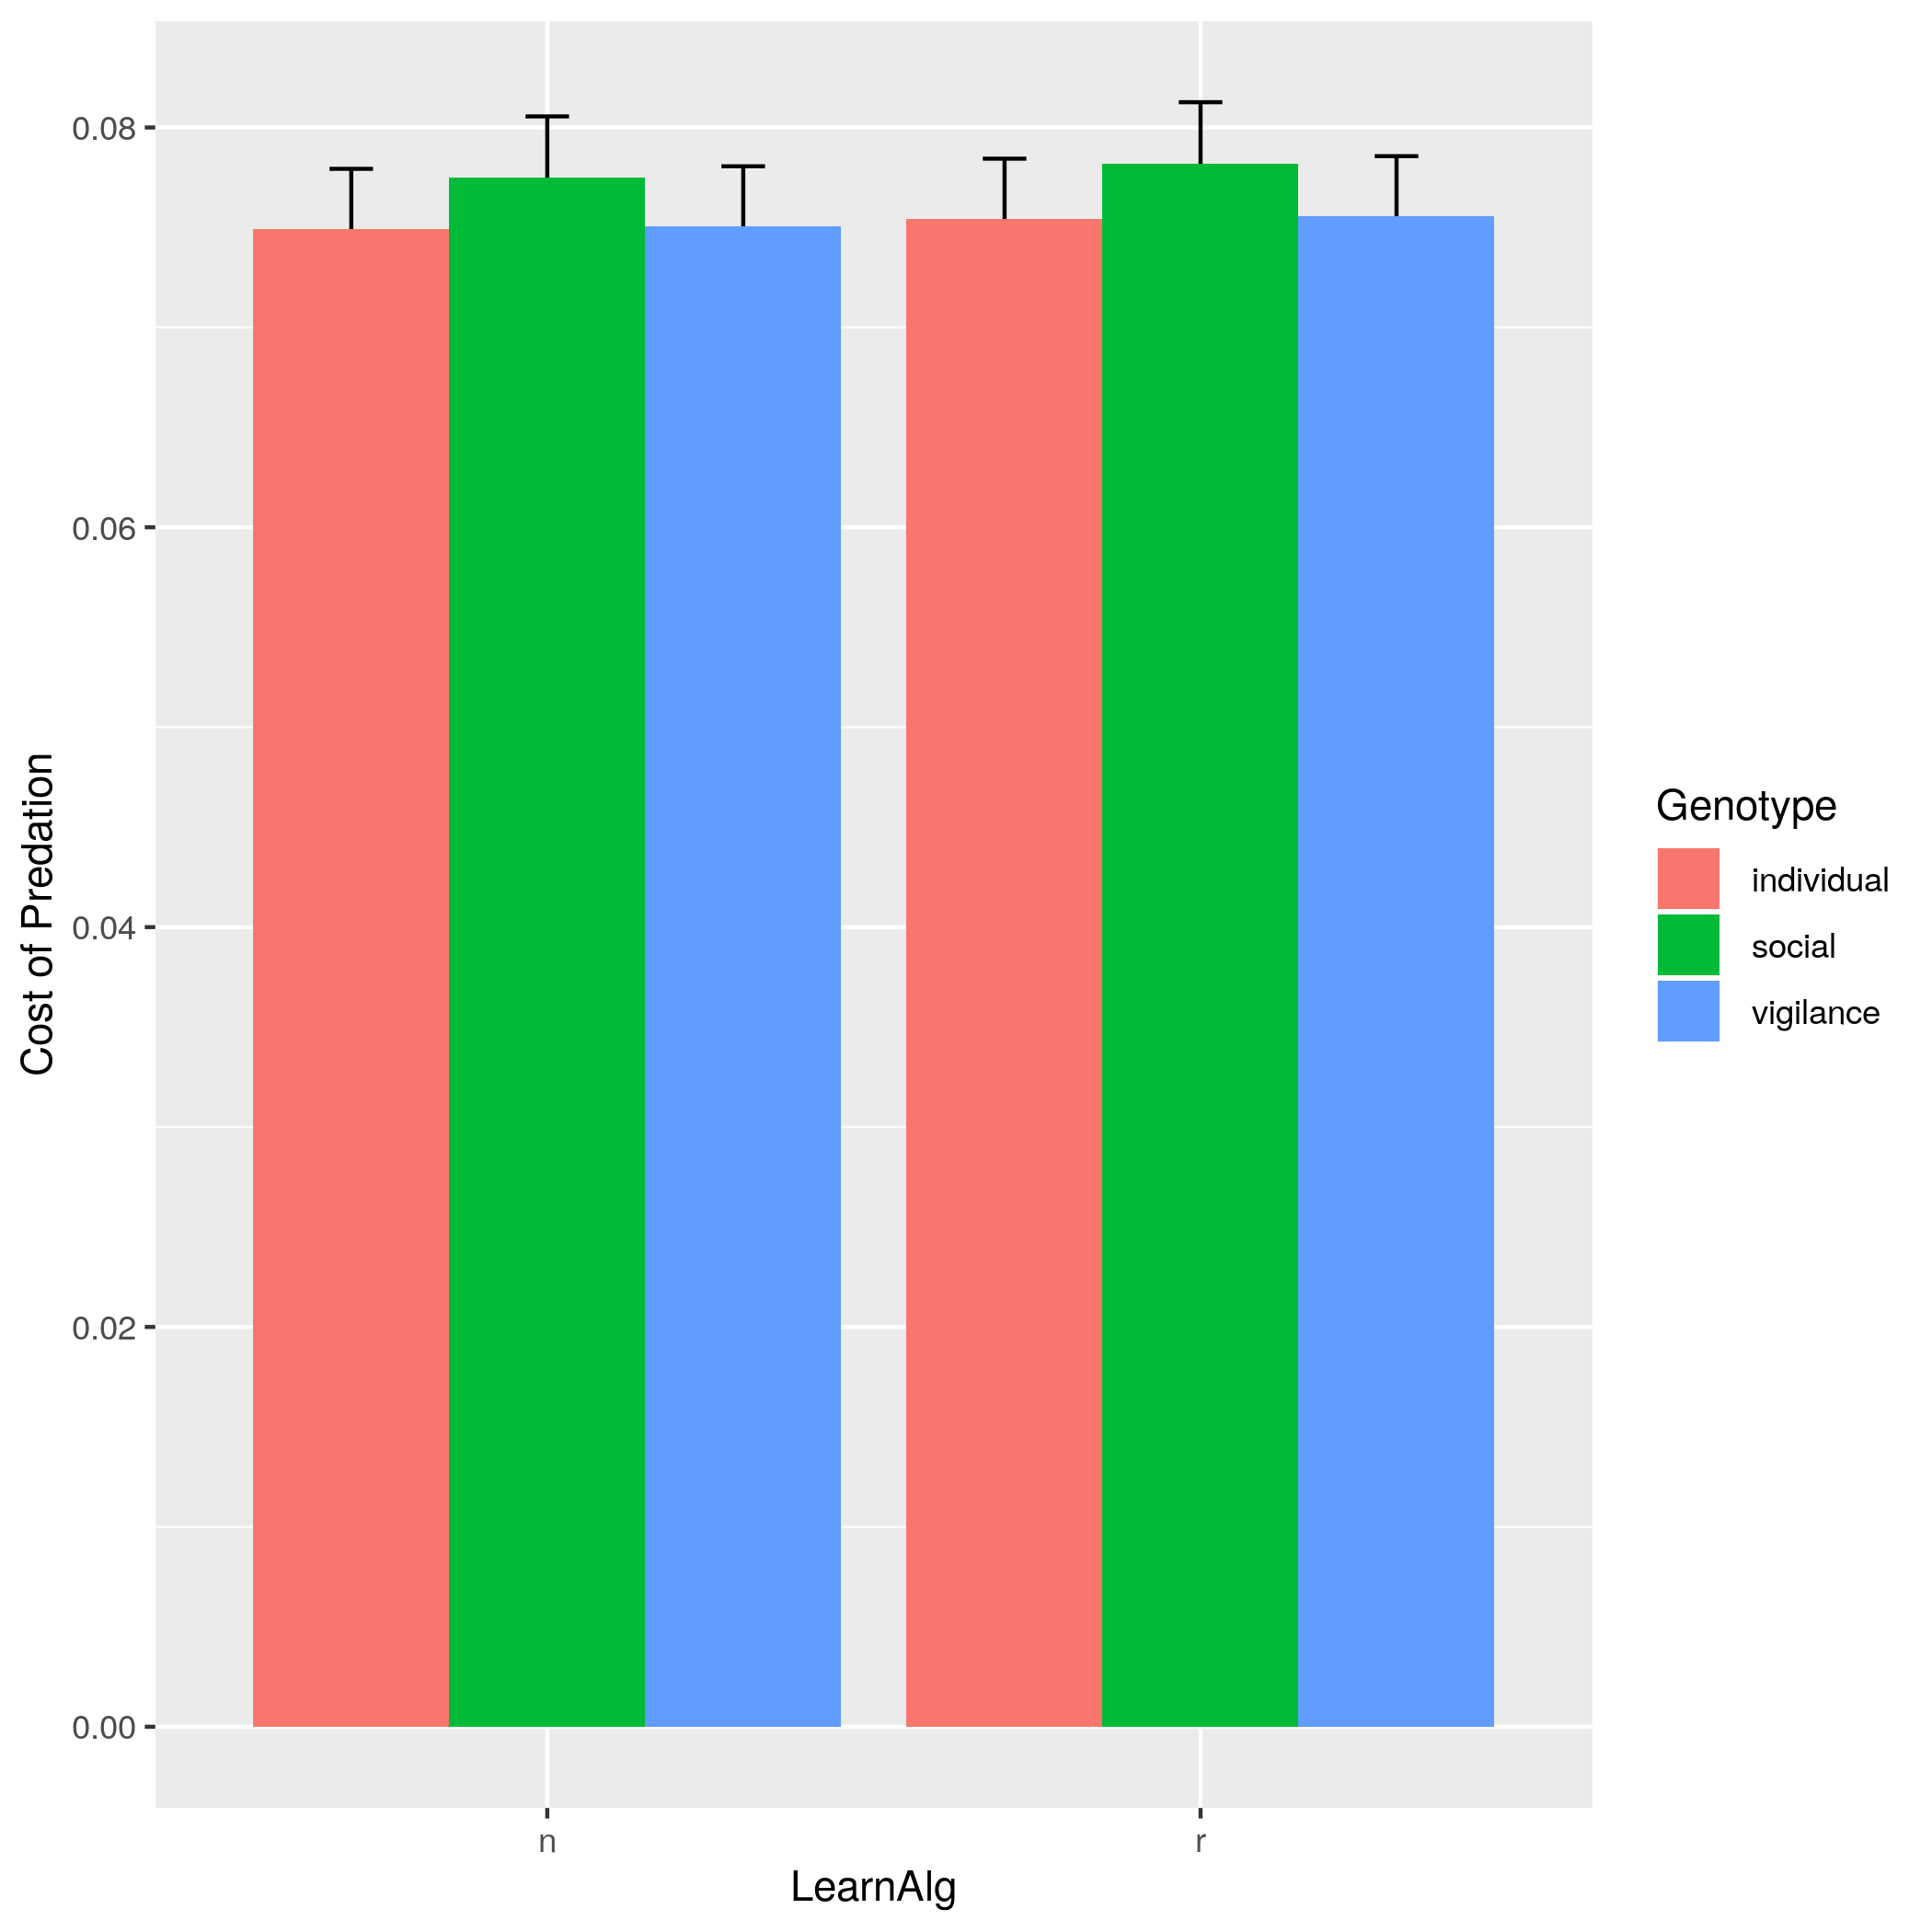 0.08
0.06
0.04
0.02
0.00
Cost of Predation
n
r
LearnAlg
Genotype
individual
social
vigilance